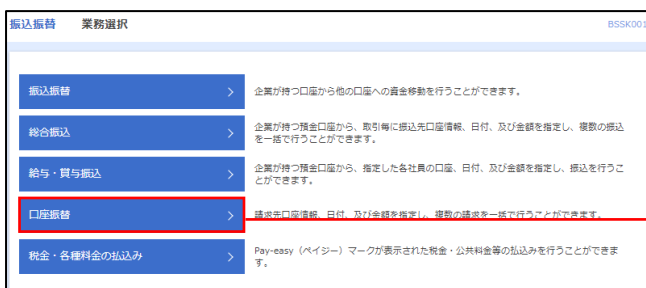 振込振替 業務選択 BSSK001
振込振替
企業が持つ口座から他の口座への資金移動を行うことができます。
総合振込
企業が持つ預金口座から、取引毎に振込先口座情報、日付、及び金額を指定し、複数の振込
を一括で行うことができます。
給与・賞与振込
企業が持つ預金口座から、指定した各社員の口座、日付、及び金額を指定し、振込を行うこ
とができます。
口座振替
請求先口座情報、日付、及び金額を指定し、複数の請求を一括で行うことができます。
税金・各種料金の払込み
Pay-easy（ペイジー）マークが表示された税金・公共料金等の払込みを行うことができま
す。